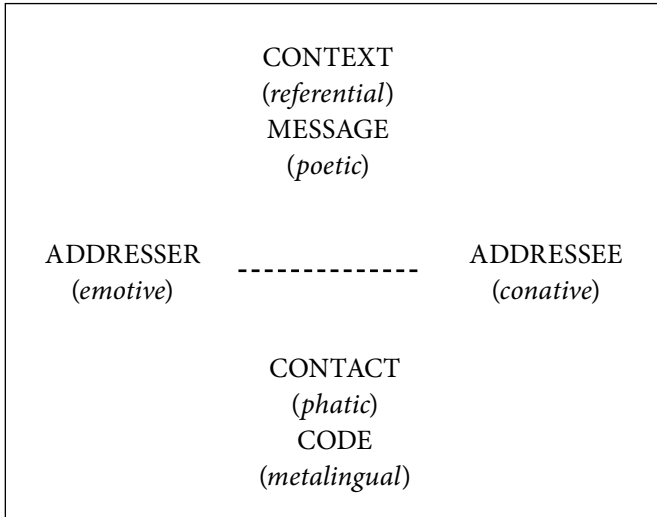 CONTEXT
(referential)
MESSAGE
(poetic)
ADDRESSER ADDRESSEE
(emotive) (conative)
CONTACT
(phatic)
CODE
(metalingual)